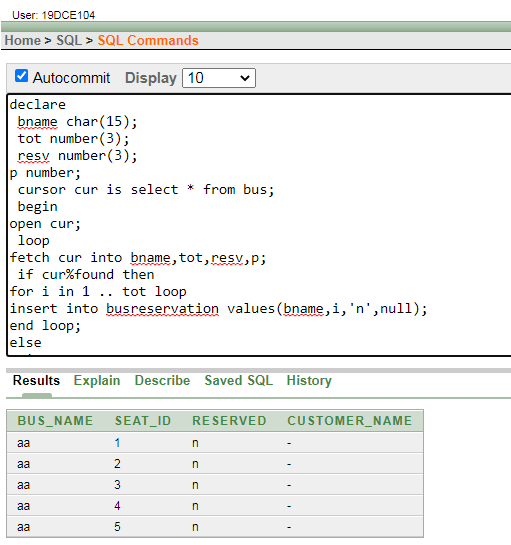 User: 19DCE104
Home > SQL > SQL Commands
Autocommit Display 10
declare
bname char(15);
tot number(3);
resv number(3);
p number;
cursor cur is select * from bus;
begin
open cur;
loop
fetch cur into bname,tot,resv,p;
if cur%found then
for i in 1 .. tot loop
insert into busreservation values(bname,i,'n',null);
end loop;
else
Results Explain Describe Saved SQL History
BUS_NAME SEAT_ID RESERVED CUSTOMER_NAME
aa 1 n -
aa 2 n -
aa 3 n -
aa 4 n -
aa 5 n -